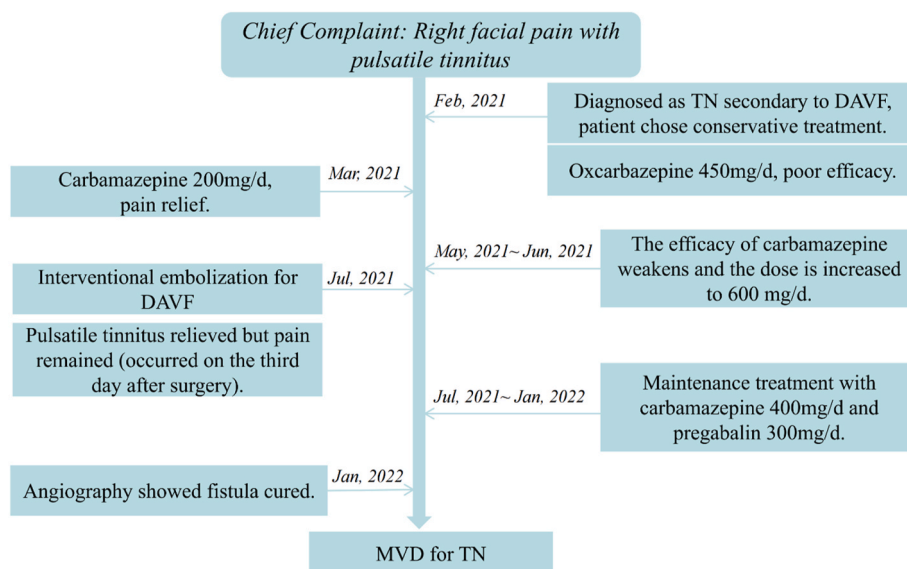 Chief Complaint: Right facial pain with
pulsatile tinnitus
Feb, 2021
Diagnosed as TN secondary to DAVF,
patient chose conservative treatment.
Oxcarbazepine 450mg/d, poor efficacy.
Mar, 2021
Carbamazepine 200mg/d,
pain relief.
May, 2021~ Jun, 2021
The efficacy of carbamazepine
weakens and the dose is increased
to 600 mg/d.
Jul, 2021
Interventional embolization for
DAVF
Pulsatile tinnitus relieved but pain
remained (occurred on the third
day after surgery).
Jul, 2021~ Jan, 2022
Maintenance treatment with
carbamazepine 400mg/d and
pregabalin 300mg/d.
Jan, 2022
Angiography showed fistula cured.
MVD for TN